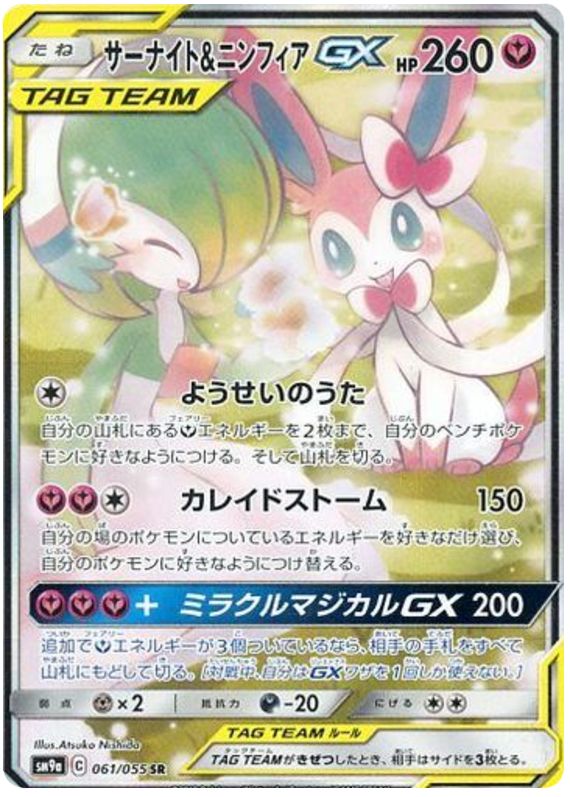 たね サーナイト&ニンフィアGX HP260
TAG TEAM
ようせいのうた
自分の山札にあるエネルギーを2枚まで、自分のベンチポケ
モンに好きなようにつける。そして山札を切る。
カレイドストーム 150
自分の場のポケモンについているエネルギーを好きなだけ選び、
自分のポケモンに好きなようにつけ替える。
+ ミラクルマジカルGX 200
追加でエネルギーが3個ついているなら、相手の手札をすべて
山札にもどして切る。[対戦中、自分はGXワザを1回しか使えない。]
弱点 ×2 抵抗力 -20 にげる
Illus.Atsuko Nishida
TAG TEAM ルール
SM9a C 061/055 SR
TAG TEAMがきぜつしたとき、相手はサイドを3枚とる。